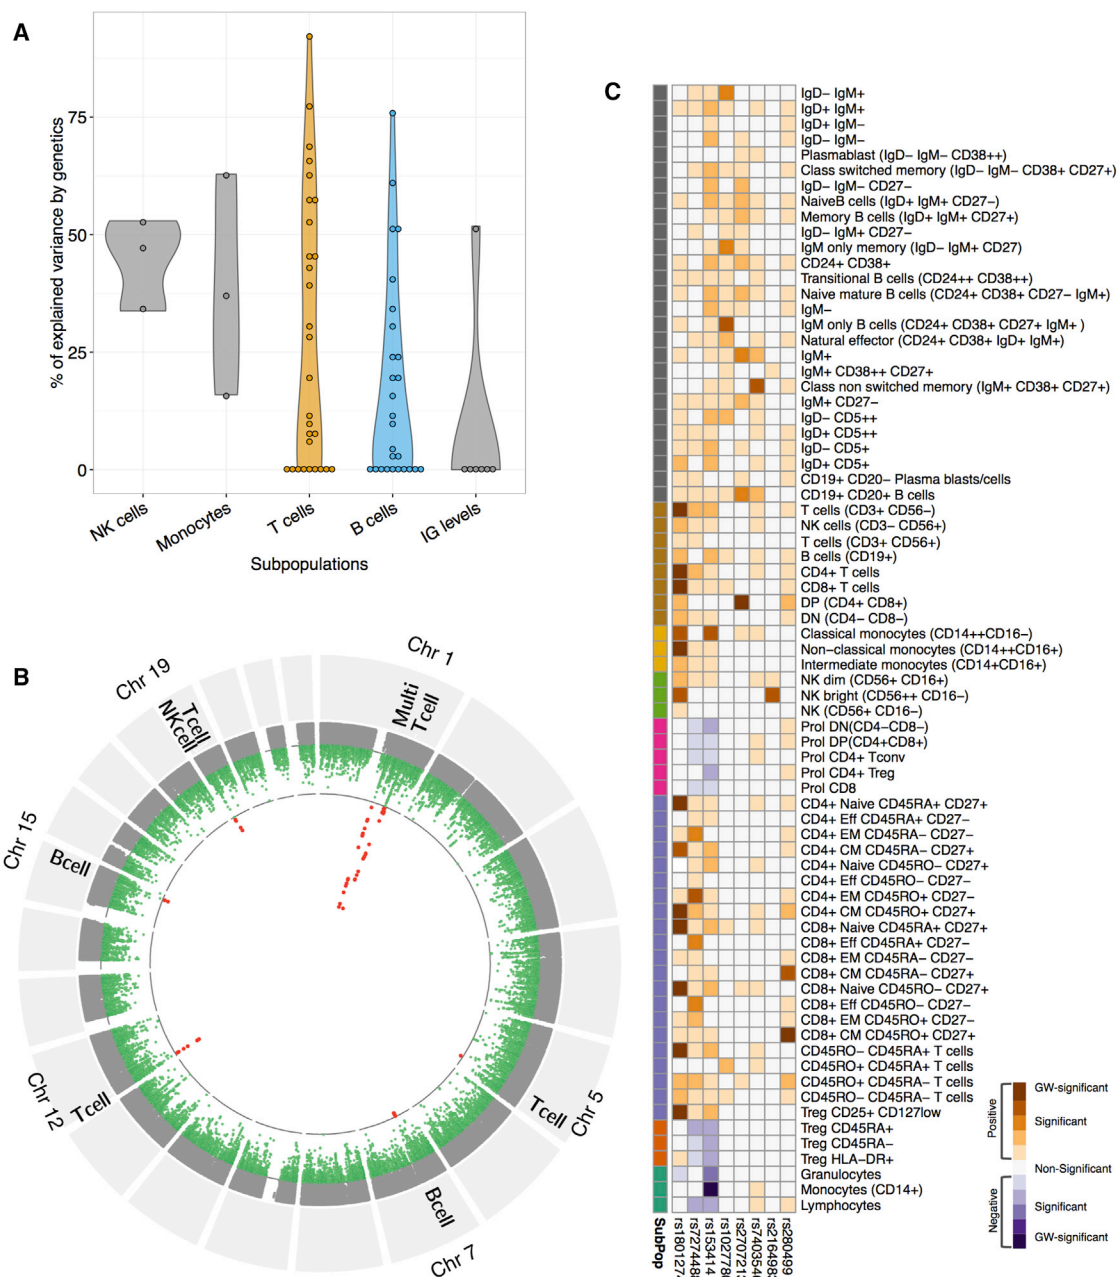 A
% of explained variance by genetics
75
50
25
0
NK cells
Monocytes
T cells
B cells
IG levels
Subpopulations
B
Chr 1
Multi
Tcell
Chr 5
Tcell
Chr 7
Bcell
Chr 12
Tcell
Chr 15
Bcell
Chr 19
Tcell
NKcell
C
IgD− IgM+
IgD+ IgM+
IgD+ IgM−
IgD− IgM−
Plasmablast (IgD− IgM− CD38++)
Class switched memory (IgD− IgM− CD38+ CD27+)
IgD− IgM− CD27−
NaiveB cells (IgD+ IgM+ CD27−)
Memory B cells (IgD+ IgM+ CD27+)
IgD− IgM+ CD27−
IgM only memory (IgD− IgM+ CD27)
CD24+ CD38+
Transitional B cells (CD24++ CD38++)
Naive mature B cells (CD24+ CD38+ CD27− IgM+)
IgM−
IgM only B cells (CD24+ CD38+ CD27+ IgM+ )
Natural effector (CD24+ CD38+ IgD+ IgM+)
IgM+
IgM+ CD38++ CD27+
Class non switched memory (IgM+ CD38+ CD27+)
IgM+ CD27−
IgD− CD5++
IgD+ CD5++
IgD− CD5+
IgD+ CD5+
CD19+ CD20− Plasma blasts/cells
CD19+ CD20+ B cells
T cells (CD3+ CD56−)
NK cells (CD3− CD56+)
T cells (CD3+ CD56+)
B cells (CD19+)
CD4+ T cells
CD8+ T cells
DP (CD4+ CD8+)
DN (CD4− CD8−)
Classical monocytes (CD14++CD16−)
Non−classical monocytes (CD14++CD16+)
Intermediate monocytes (CD14+CD16+)
NK dim (CD56+ CD16+)
NK bright (CD56++ CD16−)
NK (CD56+ CD16−)
Prol DN(CD4−CD8−)
Prol DP(CD4+CD8+)
Prol CD4+ Tconv
Prol CD4+ Treg
Prol CD8
CD4+ Naive CD45RA+ CD27+
CD4+ Eff CD45RA+ CD27−
CD4+ EM CD45RA− CD27−
CD4+ CM CD45RA− CD27+
CD4+ Naive CD45RO− CD27+
CD4+ Eff CD45RO− CD27−
CD4+ EM CD45RO+ CD27−
CD4+ CM CD45RO+ CD27+
CD8+ Naive CD45RA+ CD27+
CD8+ Eff CD45RA+ CD27−
CD8+ EM CD45RA− CD27−
CD8+ CM CD45RA− CD27+
CD8+ Naive CD45RO− CD27+
CD8+ Eff CD45RO− CD27−
CD8+ EM CD45RO+ CD27−
CD8+ CM CD45RO+ CD27+
CD45RO− CD45RA+ T cells
CD45RO+ CD45RA+ T cells
CD45RO+ CD45RA− T cells
CD45RO− CD45RA− T cells
Treg CD25+ CD127low
Treg CD45RA+
Treg CD45RA−
Treg HLA−DR+
Granulocytes
Monocytes (CD14+)
Lymphocytes
SubPop
rs153414
rs280499
Positive
Negative
GW-significant
Significant
Non-Significant
Significant
GW-significant